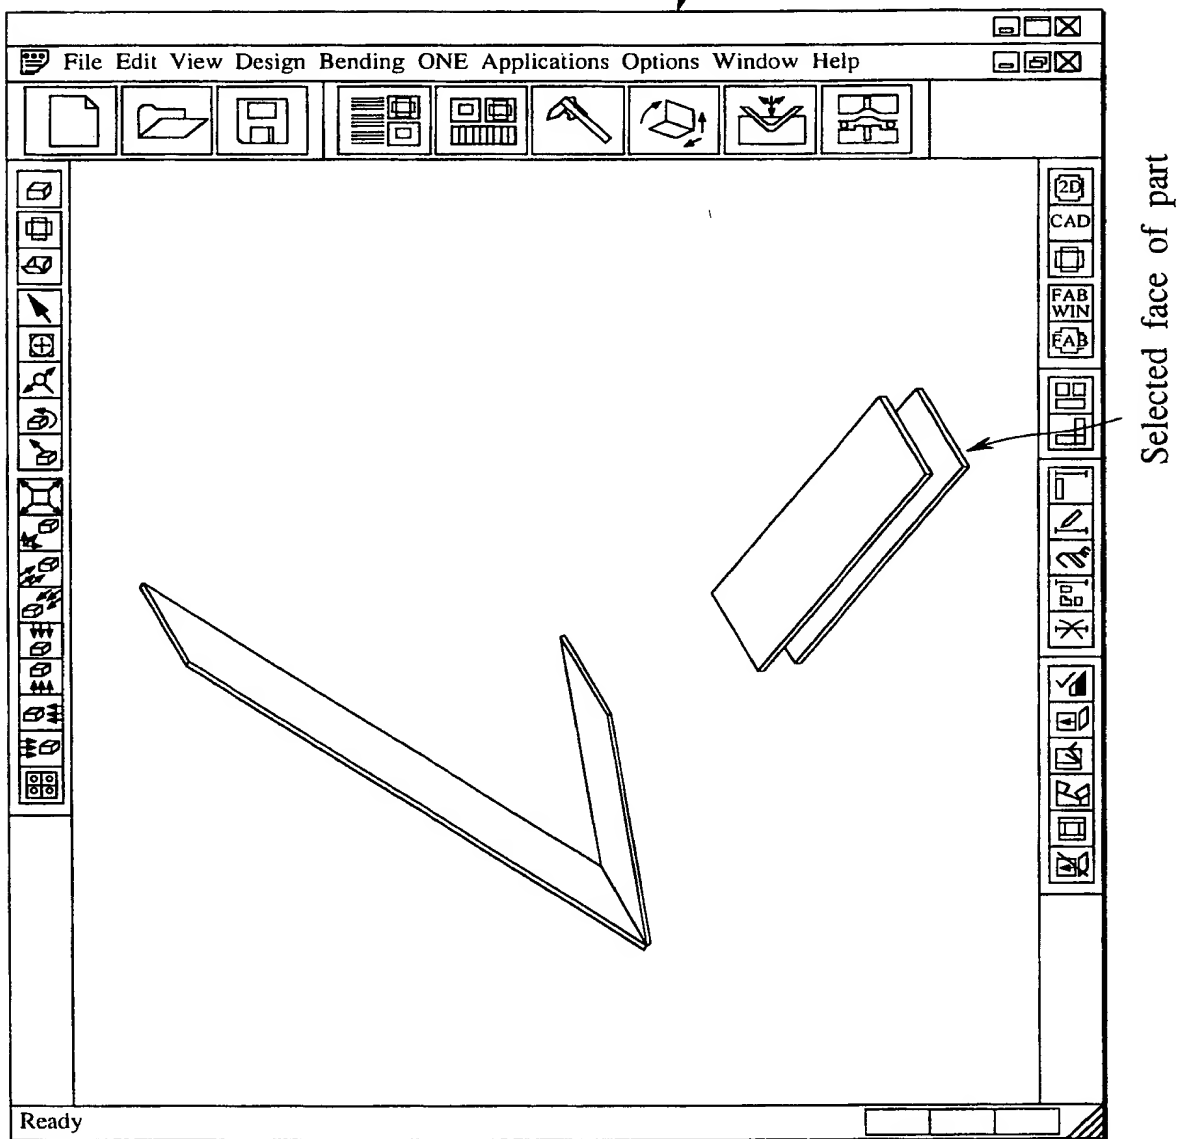 File Edit View Design Bending ONE Applications Options Window Help
2D
CAD
FAB
WIN
FAB
Selected face of part
Ready